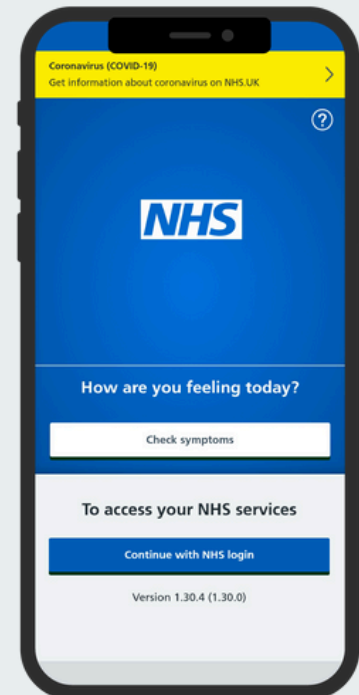 Coronavirus (COVID-19)
Get information about coronavirus on NHS.UK
?
NHS
How are you feeling today?
Check symptoms
To access your NHS services
Continue with NHS login
Version 1.30.4 (1.30.0)